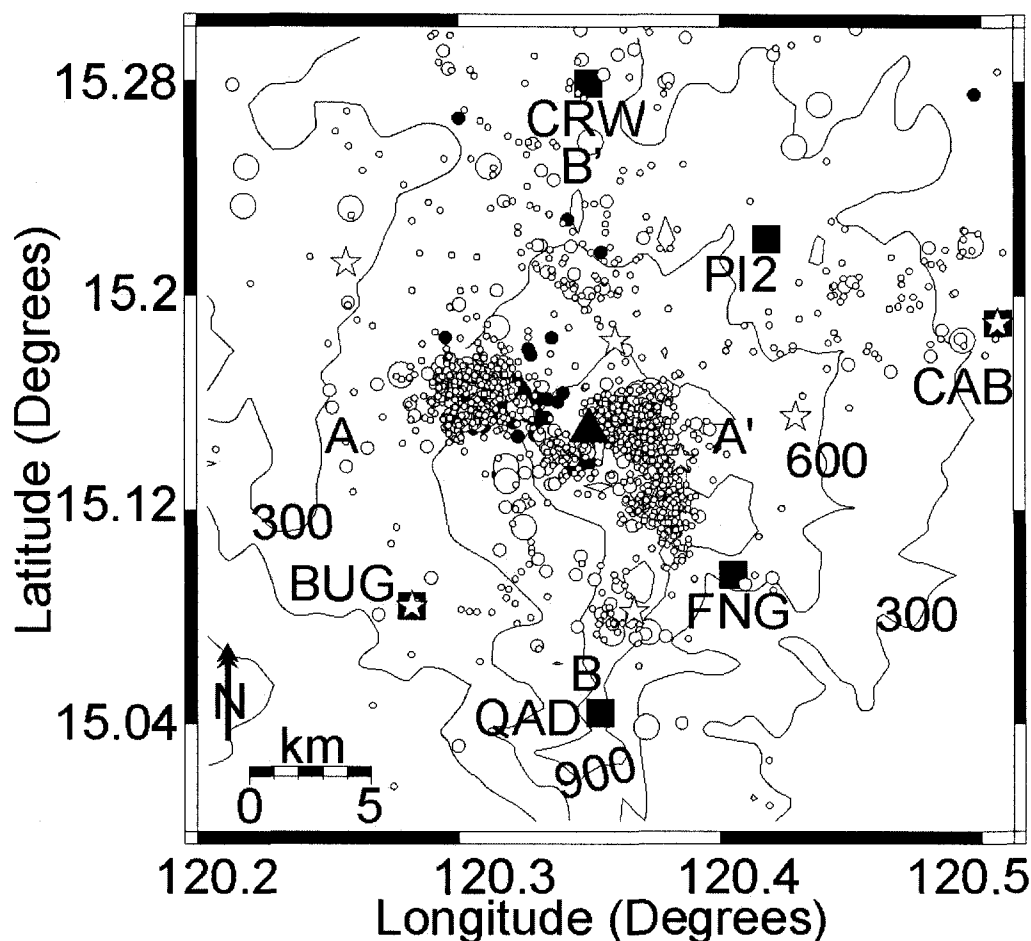 15.28
CRW
B'
PI2
15.2
CAB
A
A'
600
15.12
300
BUG
FNG
300
B
15.04
QAD
N
km
900
0 5
120.2 120.3 120.4 120.5
Longitude (Degrees)
Latitude (Degrees)